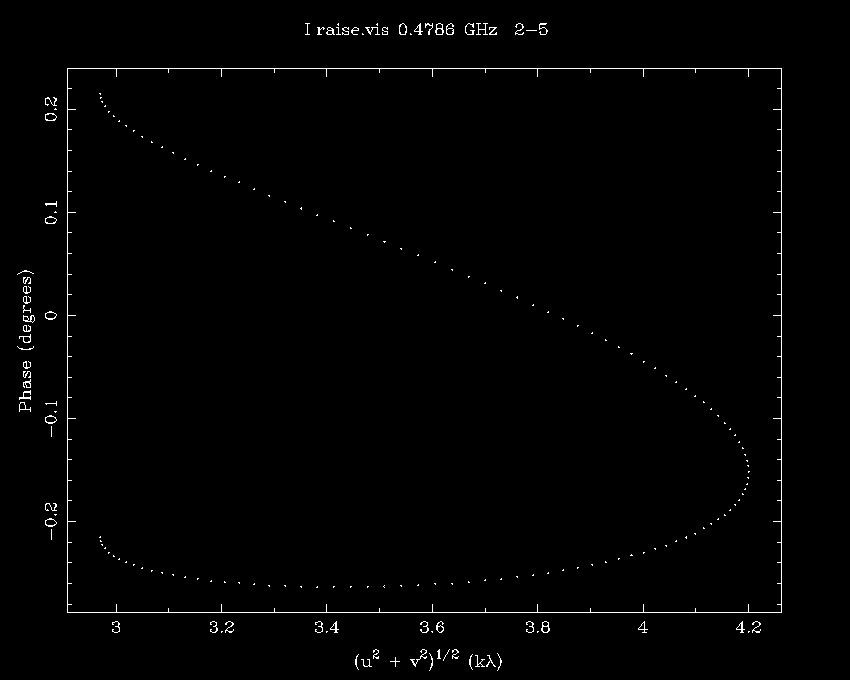 I raise.vis 0.4786 GHz 2−5
0.2
0.1
0
−0.1
−0.2
Phase (degrees)
3 3.2 3.4 3.6 3.8 4 4.2
(u² + v²)^1/2 (kλ)